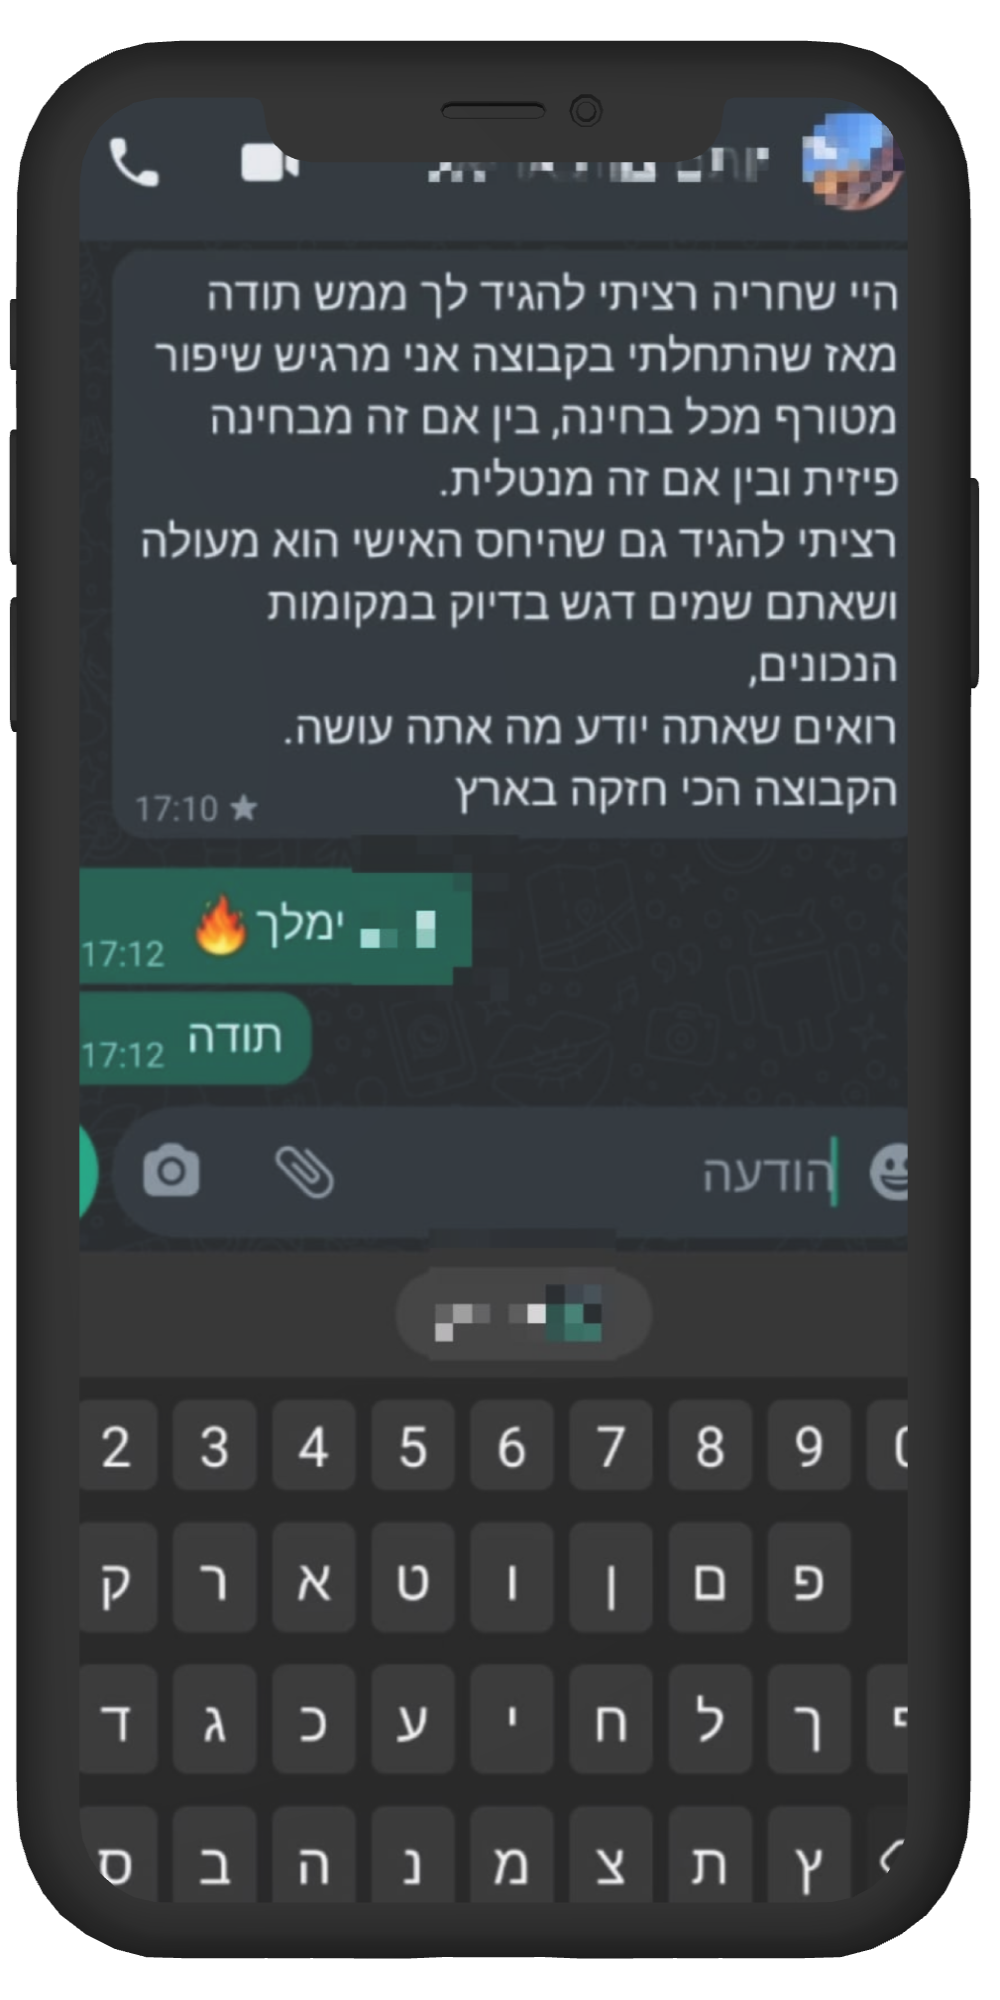 היי שחריה רציתי להגיד לך ממש תודה
מאז שהתחלתי בקבוצה אני מרגיש שיפור
מטורף מכל בחינה, בין אם זה מבחינה
פיזית ובין אם זה מנטלית.
רציתי להגיד גם שהיחס האישי הוא מעולה
ושאתם שמים דגש בדיוק במקומות
הנכונים,
רואים שאתה יודע מה אתה עושה.
הקבוצה הכי חזקה בארץ
17:10
ימלך🔥
17:12
תודה
17:12
הודעה
2 3 4 5 6 7 8 9 0
ק ר א ט ו ן ם פ
ד ג כ ע י ח ל ך ף
ס ב ה נ מ צ ת ץ